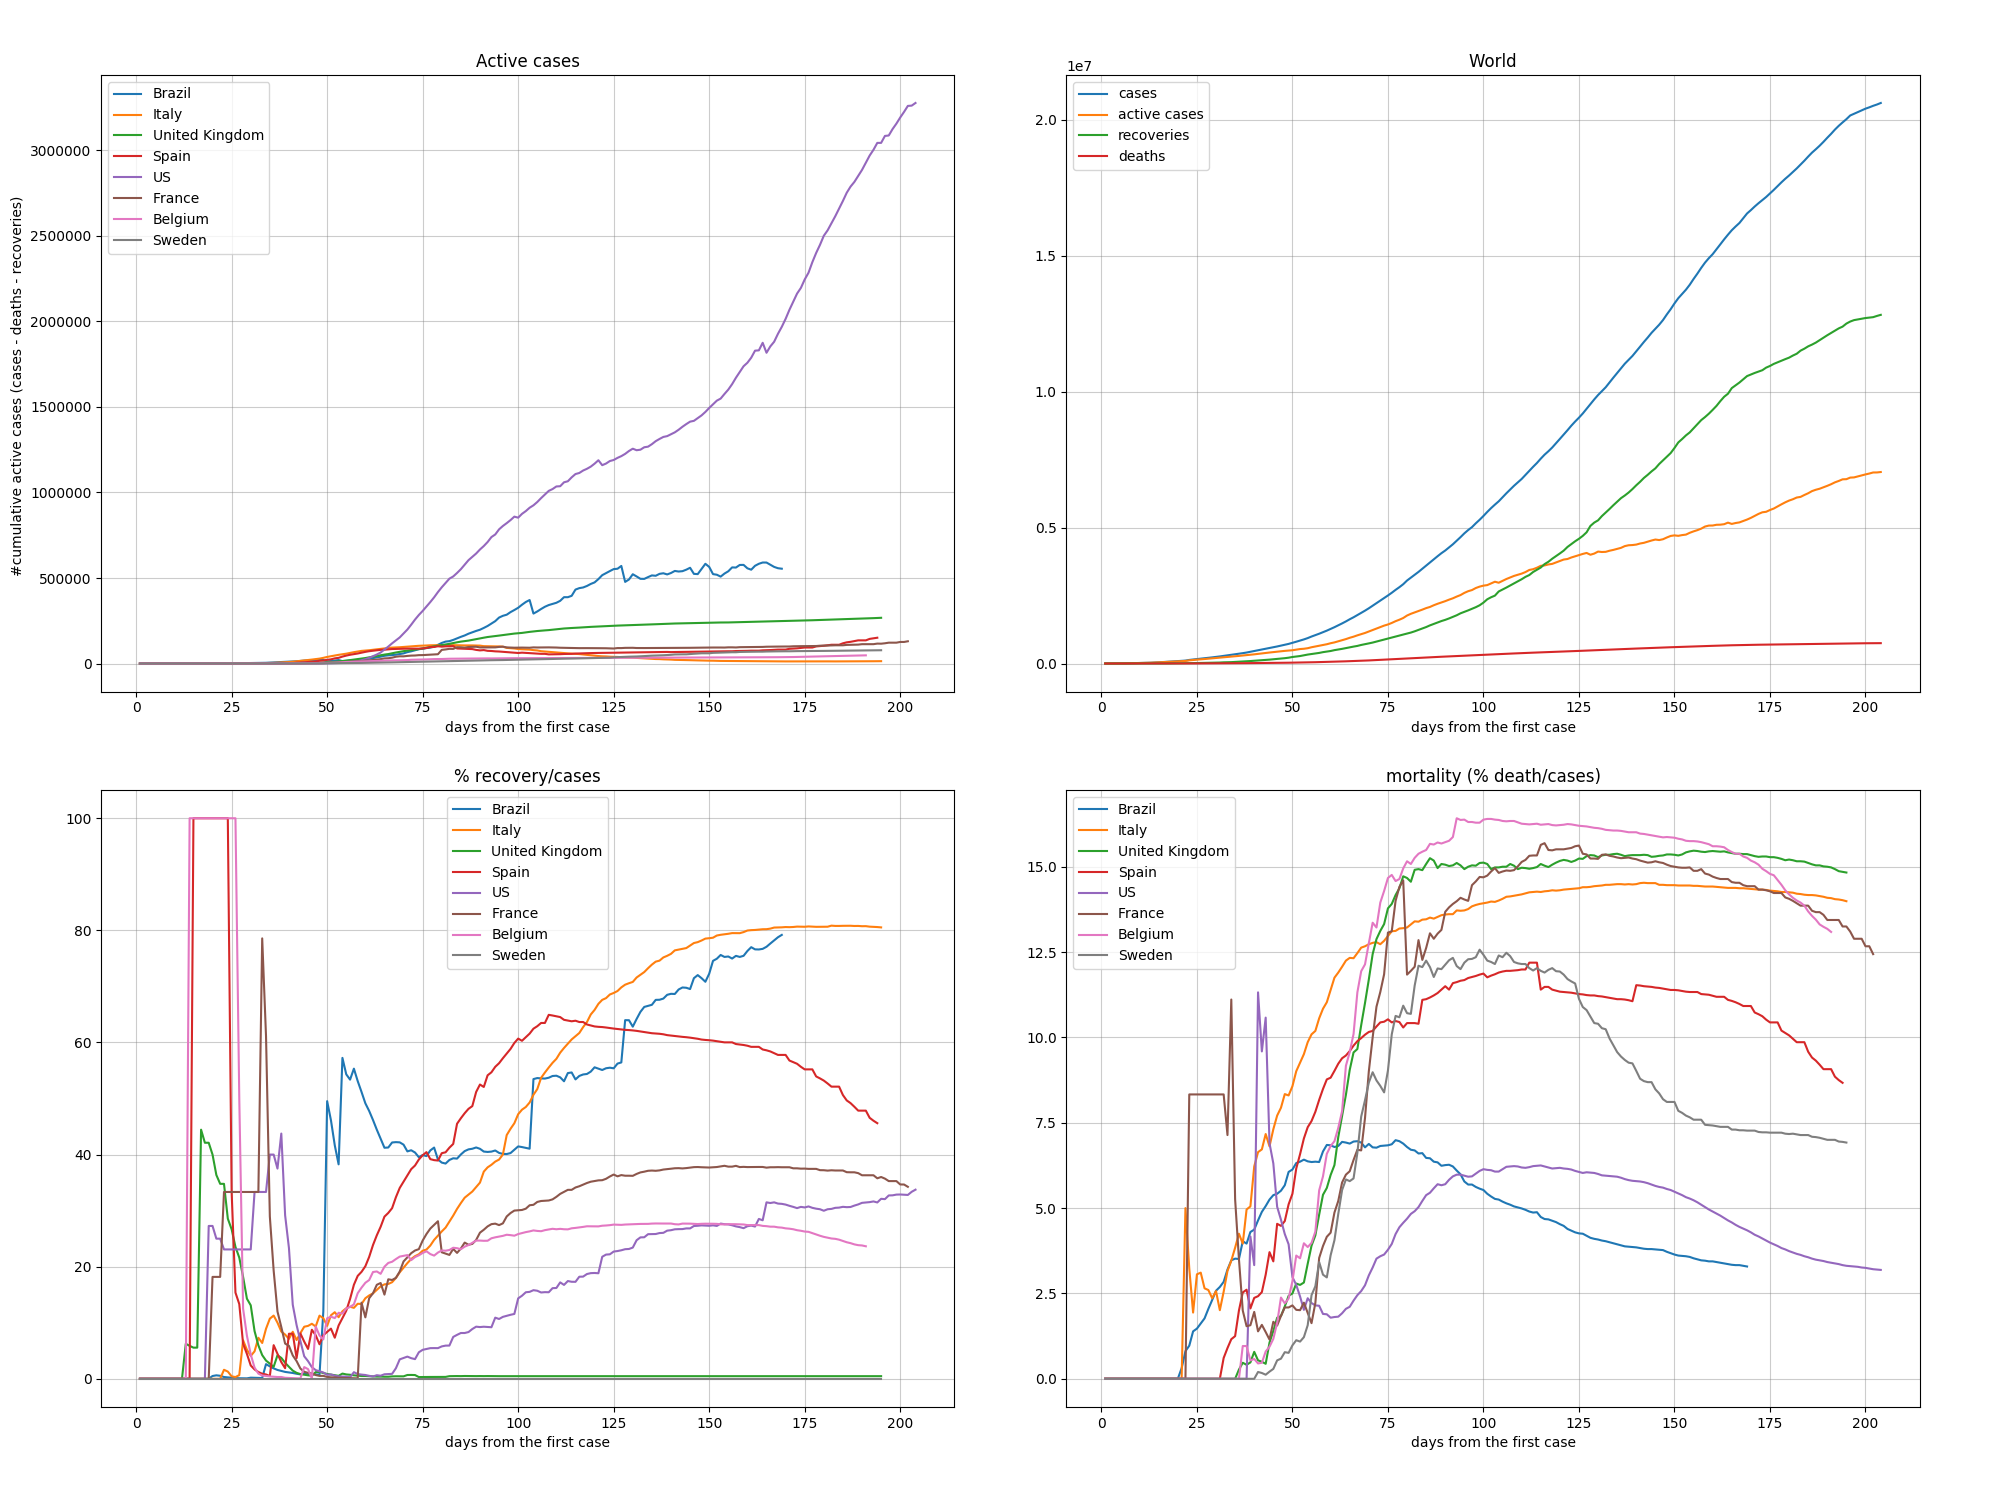 Active cases
Brazil
Italy
United Kingdom
Spain
US
France
Belgium
Sweden
3000000
2500000
2000000
1500000
1000000
500000
0
#cumulative active cases (cases - deaths - recoveries)
0 25 50 75 100 125 150 175 200
days from the first case
World
1e7
cases
active cases
recoveries
deaths
2.0
1.5
1.0
0.5
0.0
0 25 50 75 100 125 150 175 200
days from the first case
% recovery/cases
Brazil
Italy
United Kingdom
Spain
US
France
Belgium
Sweden
100
80
60
40
20
0
0 25 50 75 100 125 150 175 200
days from the first case
mortality (% death/cases)
Brazil
Italy
United Kingdom
Spain
US
France
Belgium
Sweden
15.0
12.5
10.0
7.5
5.0
2.5
0.0
0 25 50 75 100 125 150 175 200
days from the first case